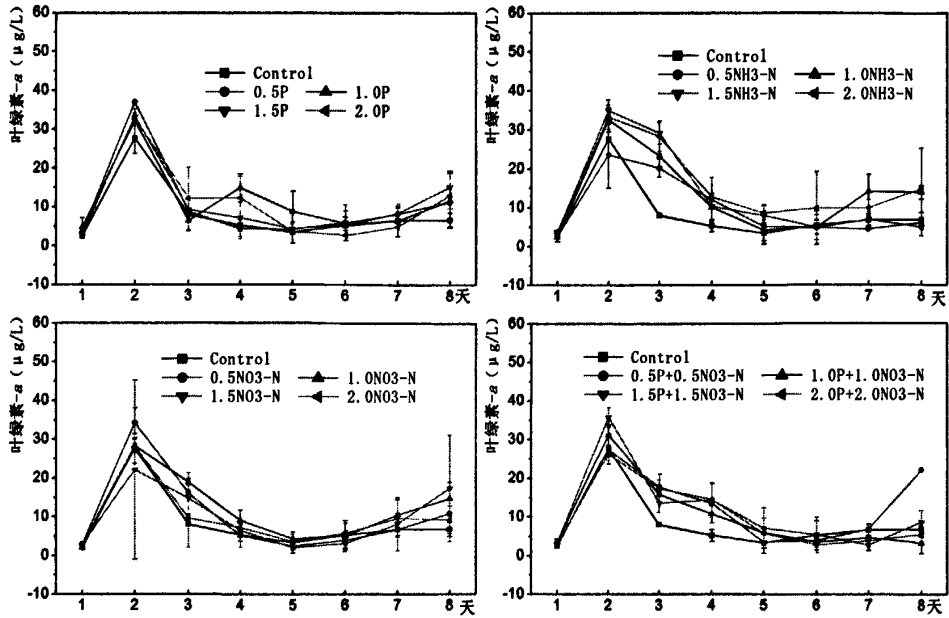 叶绿素-a (μg/L)
60
50
40
30
20
10
0
-10
Control
0.5P 1.0P
1.5P 2.0P
1 2 3 4 5 6 7 8天
叶绿素-a (μg/L)
60
50
40
30
20
10
0
-10
Control
0.5NH3-N 1.0NH3-N
1.5NH3-N 2.0NH3-N
1 2 3 4 5 6 7 8天
叶绿素-a (μg/L)
60
50
40
30
20
10
0
-10
Control
0.5NO3-N 1.0NO3-N
1.5NO3-N 2.0NO3-N
1 2 3 4 5 6 7 8天
叶绿素-a (μg/L)
60
50
40
30
20
10
0
-10
Control
0.5P+0.5NO3-N 1.0P+1.0NO3-N
1.5P+1.5NO3-N 2.0P+2.0NO3-N
1 2 3 4 5 6 7 8天